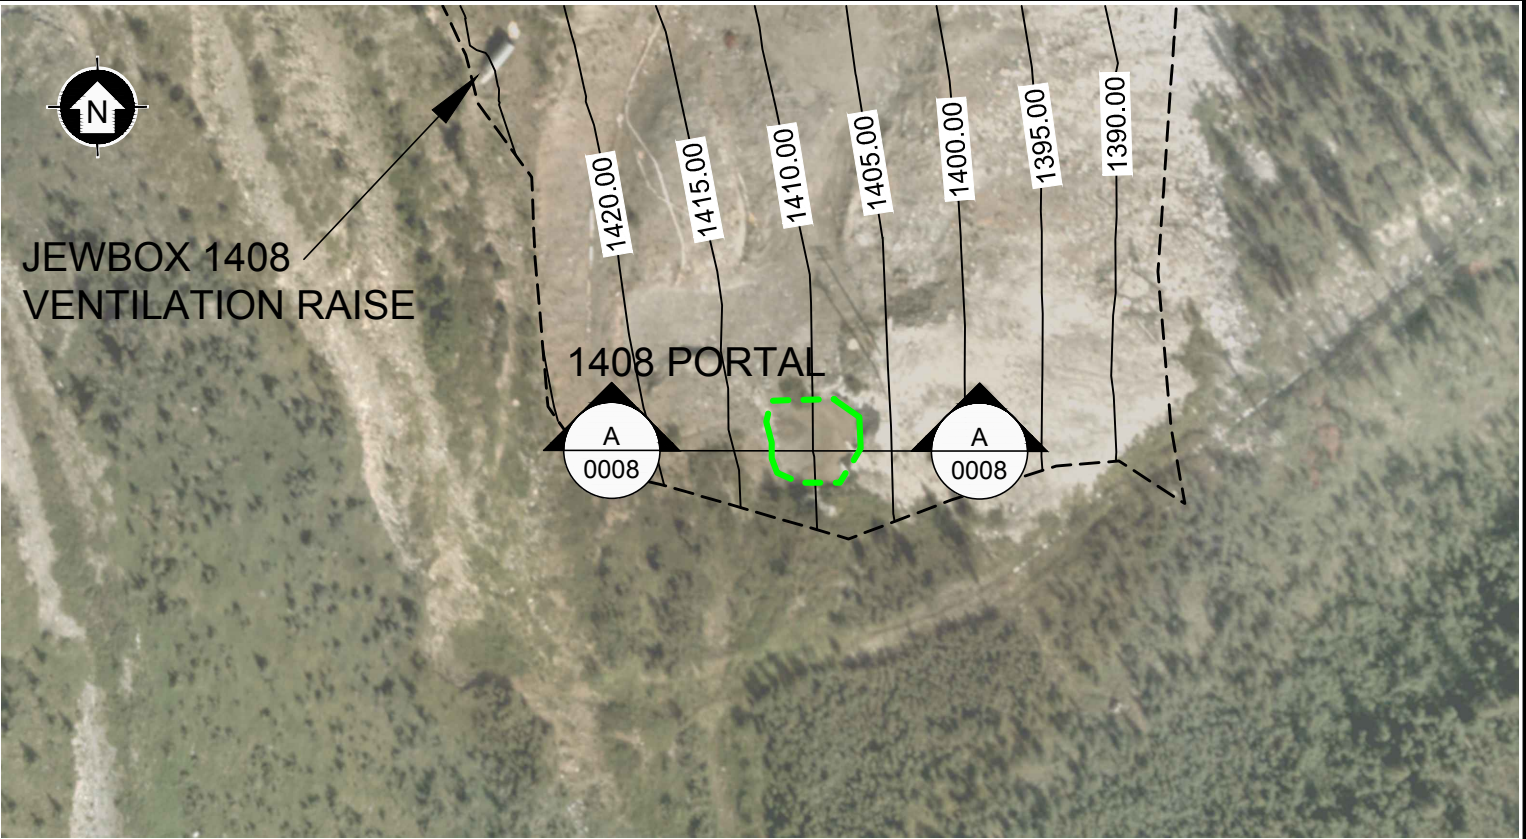 N
1420.00
1415.00
1410.00
1405.00
1400.00
1395.00
1390.00
JEWBOX 1408
VENTILATION RAISE
1408 PORTAL
A
0008
A
0008